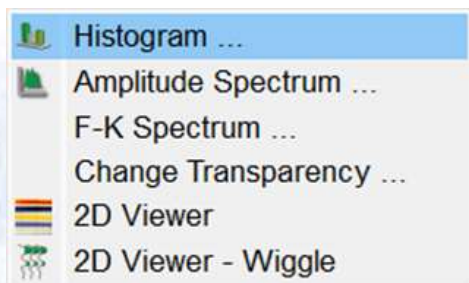 Histogram ...
Amplitude Spectrum ...
F-K Spectrum ...
Change Transparency ...
2D Viewer
2D Viewer - Wiggle